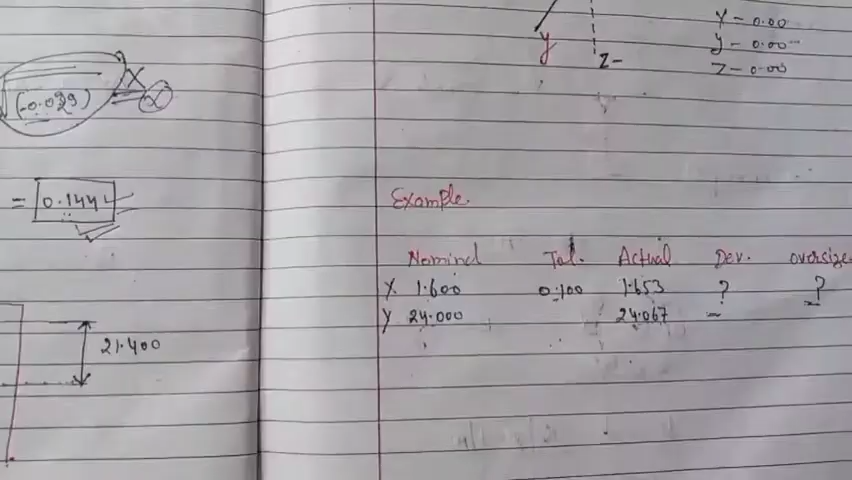 (-0.029) x
= 0.144
21.400
y
z-
Y - 0.00
y - 0.00
Z - 0.00
Example.
Nominal Tol. Actual Dev. oversize
X 1.600 0.100 1.653 ? ?
Y 24.000 24.067 -